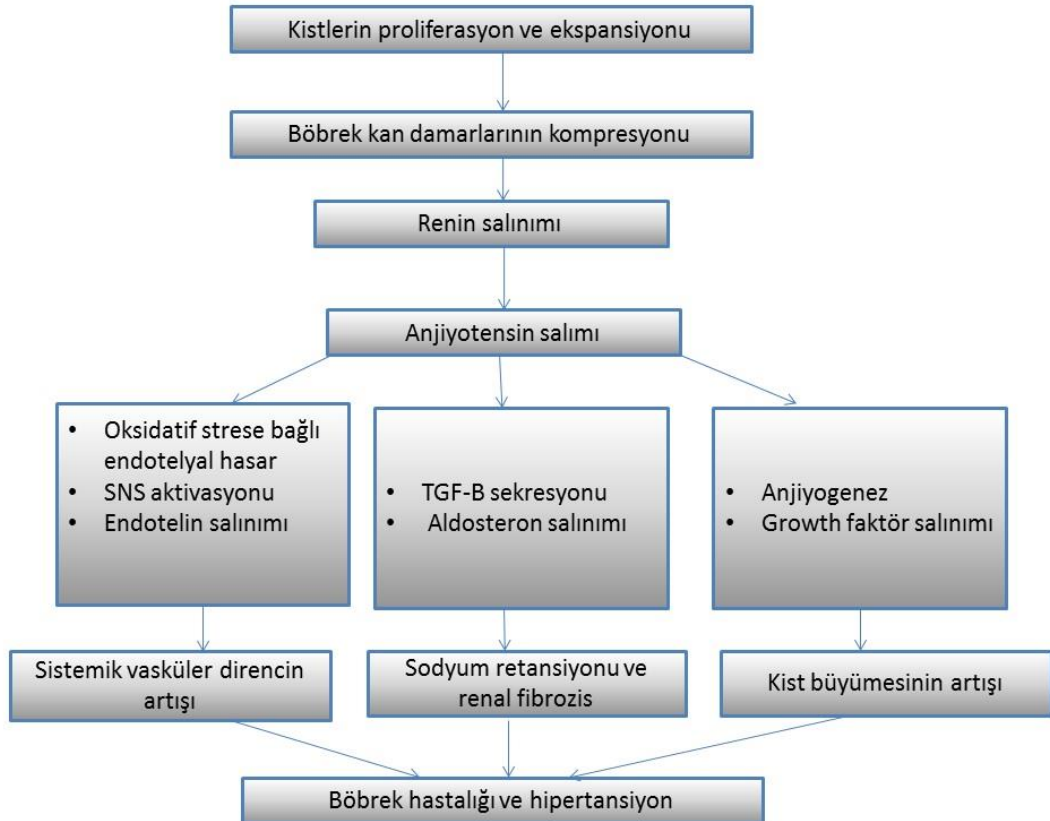 Kistlerin proliferasyon ve ekspansiyonu
Böbrek kan damarlarının kompresyonu
Renin salınımı
Anjiyotensin salımı
• Oksidatif strese bağlı
endotelyal hasar
• SNS aktivasyonu
• Endotelin salınımı
• TGF-B sekresyonu
• Aldosteron salınımı
• Anjiyogenez
• Growth faktör salınımı
Sistemik vasküler direncin
artışı
Sodyum retansiyonu ve
renal fibrozis
Kist büyümesinin artışı
Böbrek hastalığı ve hipertansiyon